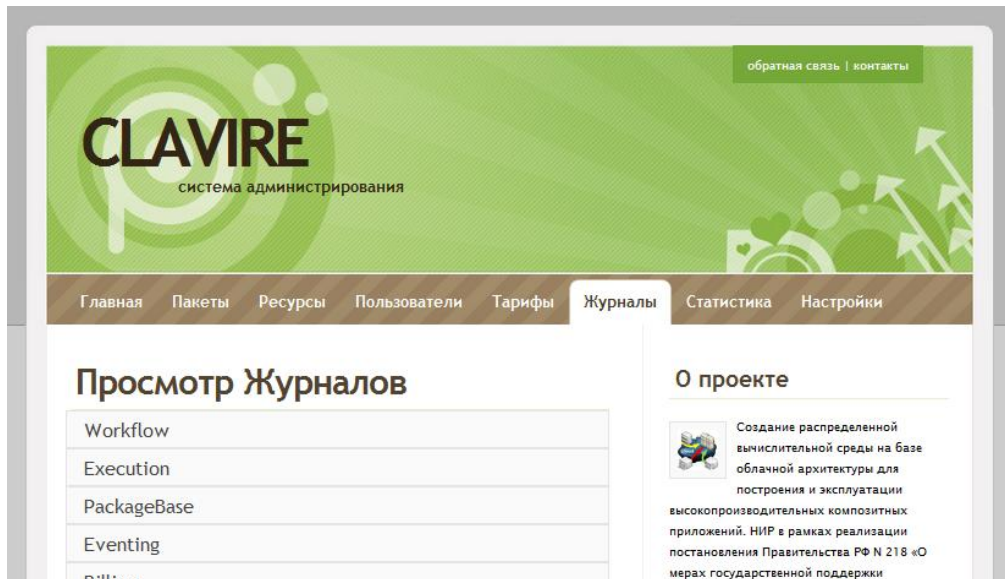 обратная связь | контакты
CLAVIRE
система администрирования
Главная Пакеты Ресурсы Пользователи Тарифы Журналы Статистика Настройки
Просмотр Журналов
Workflow
Execution
PackageBase
Eventing
О проекте
Создание распределенной
вычислительной среды на базе
облачной архитектуры для
построения и эксплуатации
высокопроизводительных композитных
приложений. НИР в рамках реализации
постановления Правительства РФ N 218 «О
мерах государственной поддержки